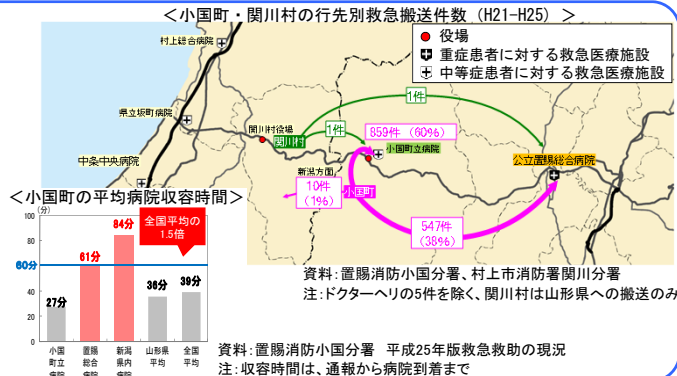 ＜小国町・関川村の行先別救急搬送件数（H21-H25）＞
● 役場
重症患者に対する救急医療施設
中等症患者に対する救急医療施設
村上総合病院
県立坂町病院
中条中央病院
関川村役場
関川村
1件
1件
859件（60%）
小国町立病院
公立置賜総合病院
新潟方面
10件
（1%）
小国町
547件
（38%）
資料：置賜消防小国分署、村上市消防署関川分署
注：ドクターヘリの5件を除く、関川村は山形県への搬送のみ
＜小国町の平均病院収容時間＞
（分）
100
80
60分
40
20
0
27分
61分
84分
36分
39分
全国平均の
1.5倍
小国
町立
病院
置賜
総合
病院
新潟
県内
病院
山形県
平均
全国
平均
資料：置賜消防小国分署　平成25年版救急救助の現況
注：収容時間は、通報から病院到着まで